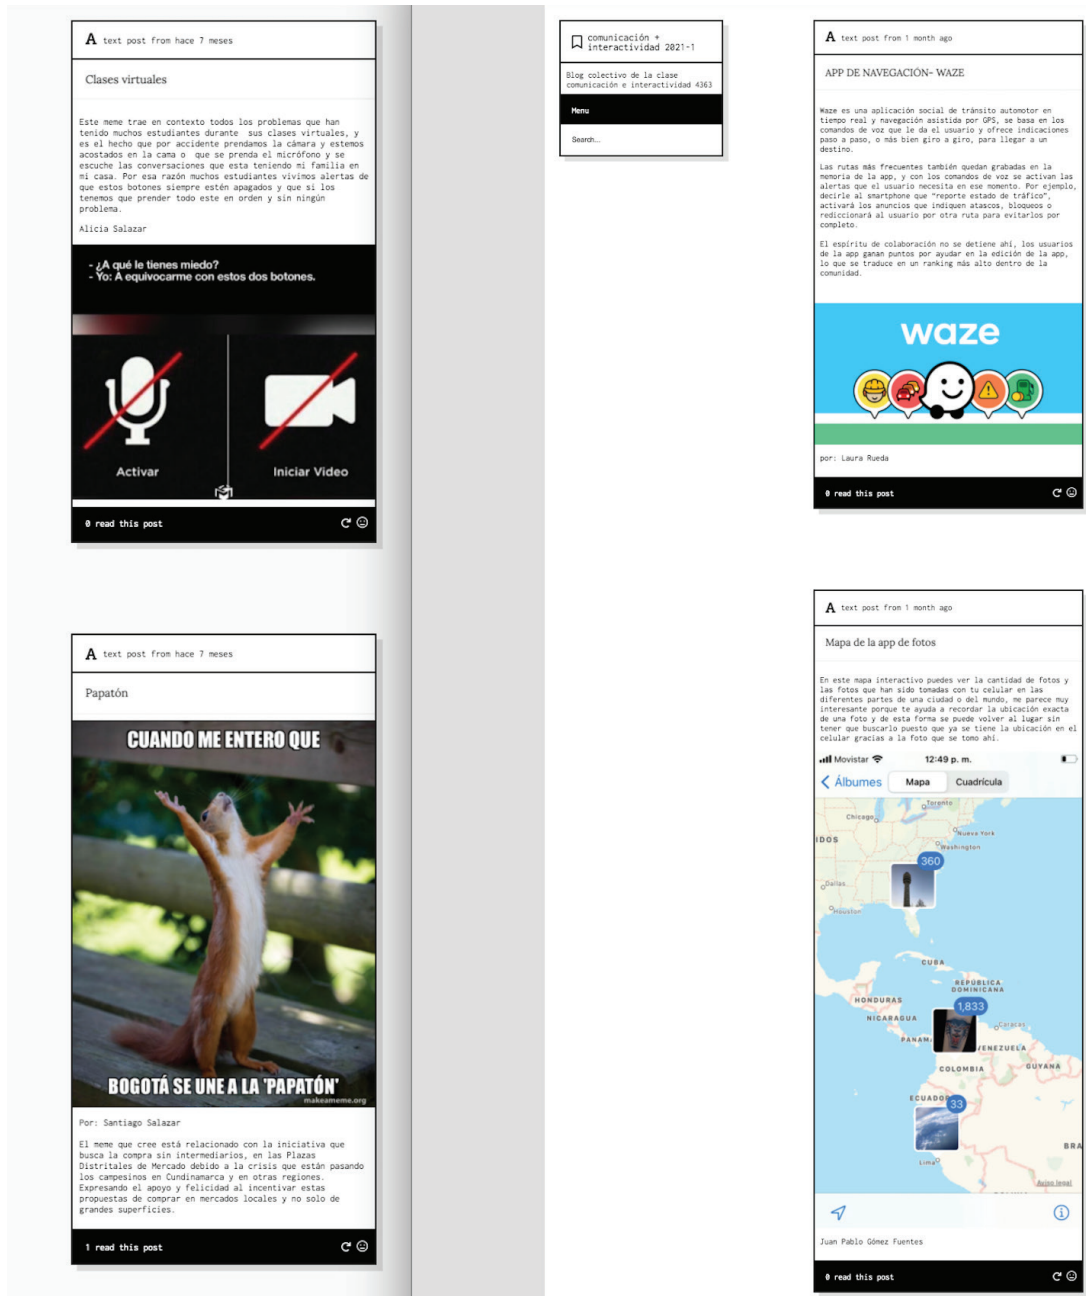 A text post from hace 7 meses
Clases virtuales
Este meme trae en contexto todos los problemas que han
tenido muchos estudiantes durante sus clases virtuales, y
es el hecho que por accidente prendamos la cámara y estemos
acostados en la cama o que se prenda el micrófono y se
escuche las conversaciones que esta teniendo mi familia en
mi casa. Por esa razón muchos estudiantes vivimos alertas de
que estos botones siempre estén apagados y que si los
tenemos que prender todo este en orden y sin ningún
problema.
Alicia Salazar
- ¿A qué le tienes miedo?
- Yo: A equivocarme con estos dos botones.
Activar
Iniciar Video
0 read this post
A text post from hace 7 meses
Papatón
CUANDO ME ENTERO QUE
BOGOTÁ SE UNE A LA 'PAPATÓN'
makeameme.org
Por: Santiago Salazar
El meme que cree está relacionado con la iniciativa que
busca la compra sin intermediarios, en las Plazas
Distritales de Mercado debido a la crisis que están pasando
los campesinos en Cundinamarca y en otras regiones.
Expresando el apoyo y felicidad al incentivar estas
propuestas de comprar en mercados locales y no solo de
grandes superficies.
1 read this post
comunicación +
interactividad 2021-1
Blog colectivo de la clase
comunicación e interactividad 4363
Menu
Search...
A text post from 1 month ago
APP DE NAVEGACIÓN- WAZE
Waze es una aplicación social de tránsito automotor en
tiempo real y navegación asistida por GPS, se basa en los
comandos de voz que le da el usuario y ofrece indicaciones
paso a paso, o más bien giro a giro, para llegar a un
destino.
Las rutas más frecuentes también quedan grabadas en la
memoria de la app, y con los comandos de voz se activan las
alertas que el usuario necesita en ese momento. Por ejemplo,
decirle al smartphone que "reporte estado de tráfico",
activará los anuncios que indiquen atascos, bloqueos o
rediccionará al usuario por otra ruta para evitarlos por
completo.
El espíritu de colaboración no se detiene ahí, los usuarios
de la app ganan puntos por ayudar en la edición de la app,
lo que se traduce en un ranking más alto dentro de la
comunidad.
waze
por: Laura Rueda
0 read this post
A text post from 1 month ago
Mapa de la app de fotos
En este mapa interactivo puedes ver la cantidad de fotos y
las fotos que han sido tomadas con tu celular en las
diferentes partes de una ciudad o del mundo, me parece muy
interesante porque te ayuda a recordar la ubicación exacta
de una foto y de esta forma se puede volver al lugar sin
tener que buscarlo puesto que ya se tiene la ubicación en el
celular gracias a la foto que se tomo ahí.
Movistar 12:49 p. m.
Álbumes Mapa Cuadrícula
Toronto
Chicago
Nueva York
IDOS
Washington
360
Dallas
Houston
CUBA
REPÚBLICA
DOMINICANA
HONDURAS
1,833
NICARAGUA
Caracas
PANAM
VENEZUELA
GUYANA
COLOMBIA
ECUADOR
33
BRA
Lima
Aviso legal
Juan Pablo Gómez Fuentes
0 read this post